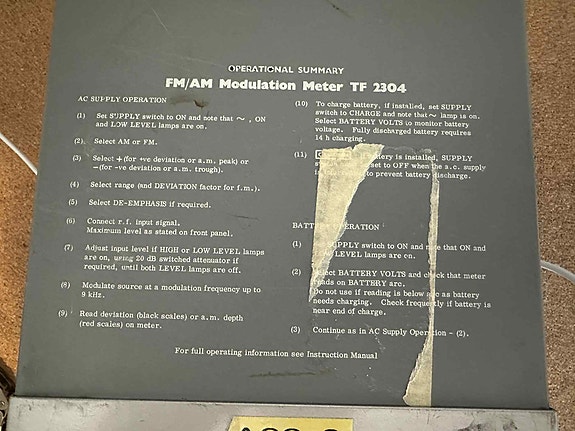 OPERATIONAL SUMMARY
FM/AM Modulation Meter TF 2304
AC SUPPLY OPERATION
(1) Set SUPPLY switch to ON and note that ~ , ON
and LOW LEVEL lamps are on.
(2) Select AM or FM.
(3) Select +(for +ve deviation or a.m. peak) or
-(for -ve deviation or a.m. trough).
(4) Select range (and DEVIATION factor for f.m.).
(5) Select DE-EMPHASIS if required.
(6) Connect r.f. input signal.
Maximum level as stated on front panel.
(7) Adjust input level if HIGH or LOW LEVEL lamps
are on, using 20 dB switched attenuator if
required, until both LEVEL lamps are off.
(8) Modulate source at a modulation frequency up to
9 kHz.
(9) Read deviation (black scales) or a.m. depth
(red scales) on meter.
(10) To charge battery, if installed, set SUPPLY
switch to CHARGE and note that ~ lamp is on.
Select BATTERY VOLTS to monitor battery
voltage. Fully discharged battery requires
14 h charging.
(11) battery is installed, SUPPLY
set to OFF when the a.c. supply
to prevent battery discharge.
BATTERY OPERATION
(1) SUPPLY switch to ON and note that ON and
LEVEL lamps are on.
(2) Select BATTERY VOLTS and check that meter
reads on BATTERY arc.
Do not use if reading is below arc as battery
needs charging. Check frequently if battery is
near end of charge.
(3) Continue as in AC Supply Operation - (2).
For full operating information see Instruction Manual